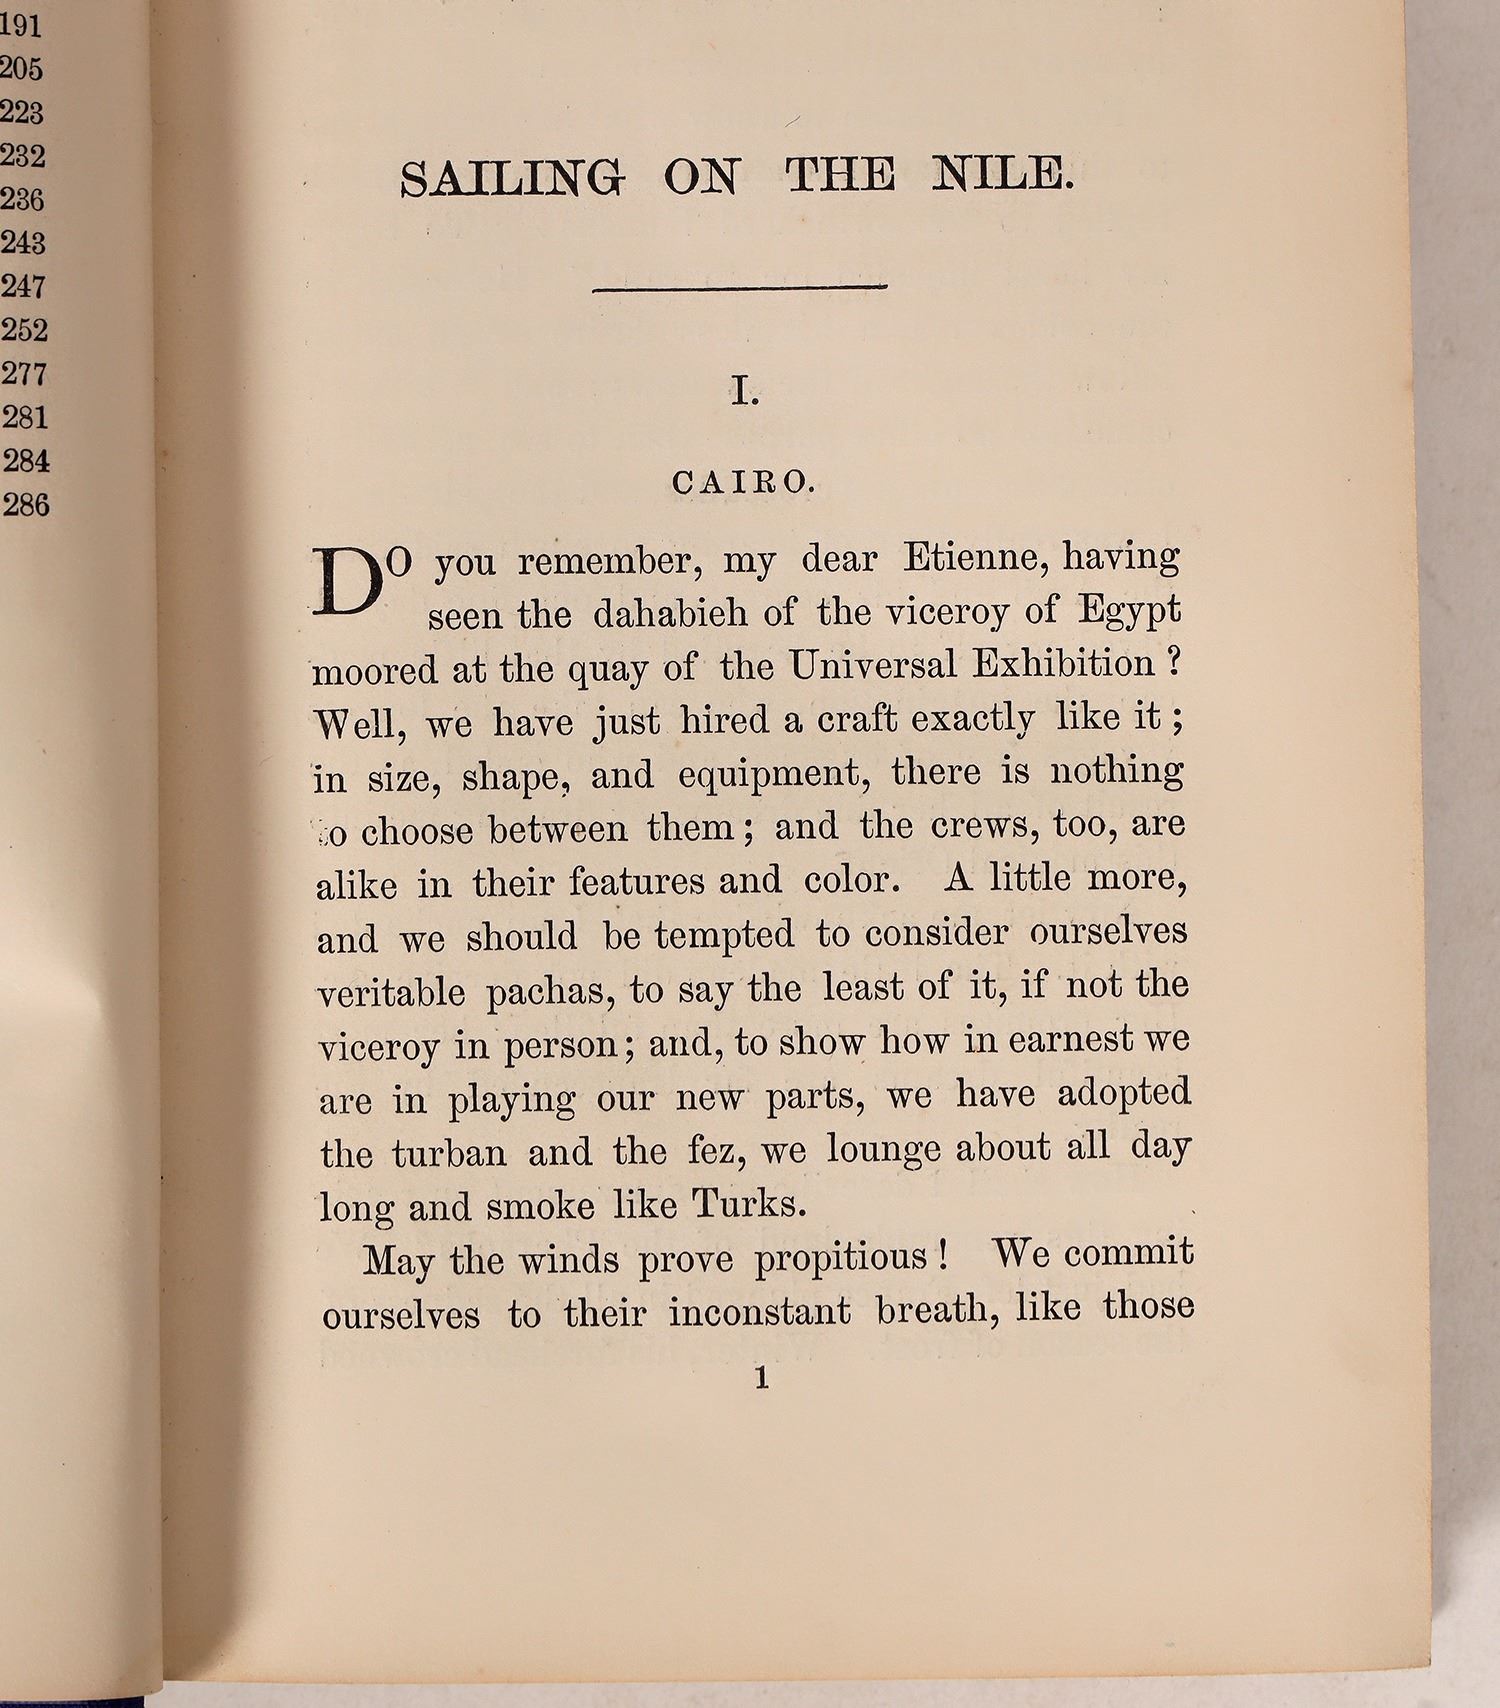 191
205
223
232
236
243
247
252
277
281
284
286
SAILING ON THE NILE.
I.
CAIRO.
Do you remember, my dear Etienne, having
seen the dahabieh of the viceroy of Egypt
moored at the quay of the Universal Exhibition ?
Well, we have just hired a craft exactly like it ;
in size, shape, and equipment, there is nothing
to choose between them ; and the crews, too, are
alike in their features and color. A little more,
and we should be tempted to consider ourselves
veritable pachas, to say the least of it, if not the
viceroy in person ; and, to show how in earnest we
are in playing our new parts, we have adopted
the turban and the fez, we lounge about all day
long and smoke like Turks.
May the winds prove propitious ! We commit
ourselves to their inconstant breath, like those
1